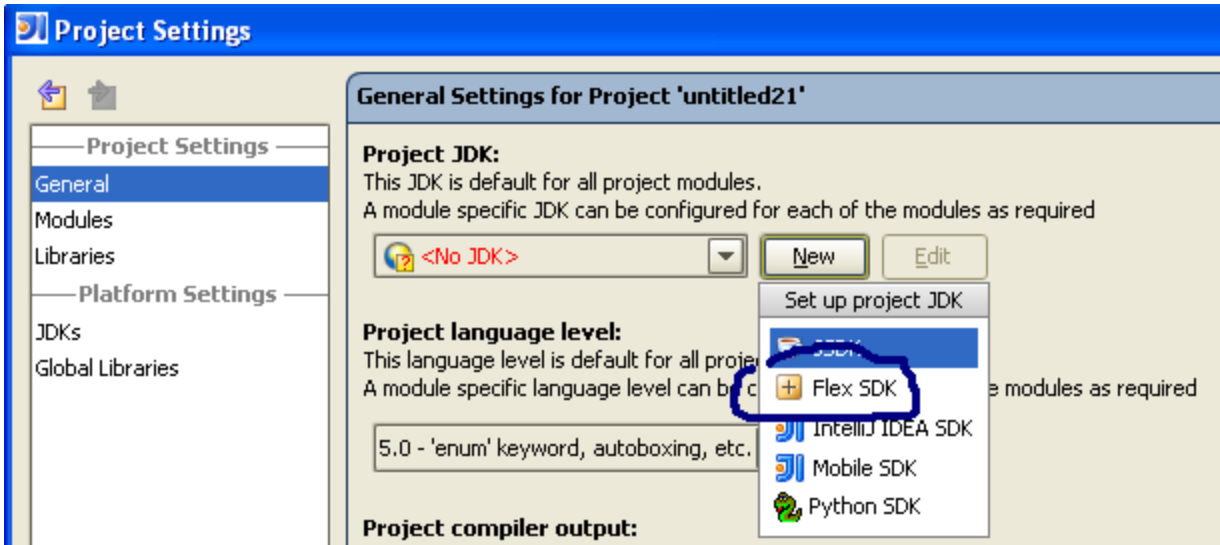 Project Settings
General Settings for Project 'untitled21'
Project Settings
General
Modules
Libraries
Platform Settings
JDKs
Global Libraries
Project JDK:
This JDK is default for all project modules.
A module specific JDK can be configured for each of the modules as required
<No JDK>
New
Edit
Set up project JDK
JSDK
Flex SDK
IntelliJ IDEA SDK
Mobile SDK
Python SDK
Project language level:
This language level is default for all proje
A module specific language level can be c
e modules as required
5.0 - 'enum' keyword, autoboxing, etc.
Project compiler output: